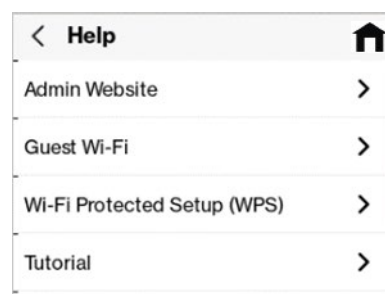 Help
Admin Website
Guest Wi-Fi
Wi-Fi Protected Setup (WPS)
Tutorial